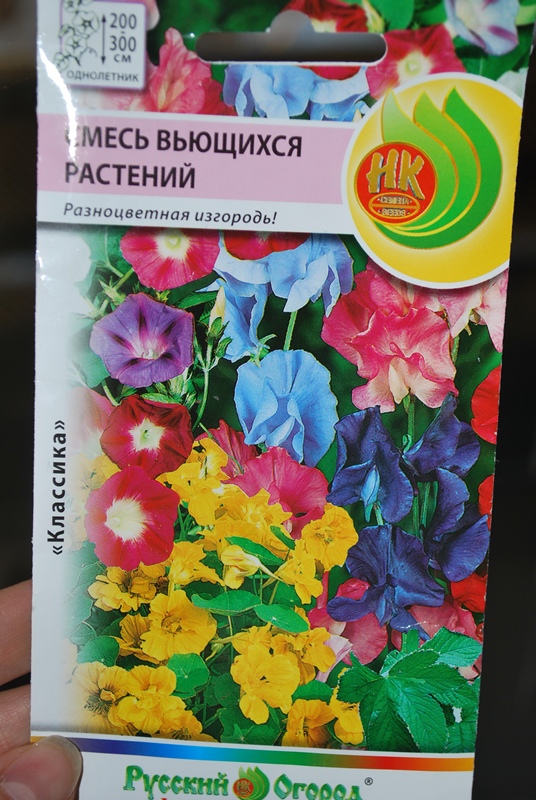 200
-300
СМ
ОДНОЛЕТНИК
СМЕСЬ ВЬЮЩИХСЯ
РАСТЕНИЙ
Разноцветная изгородь!
НК
«Классика»
Русский Огород®